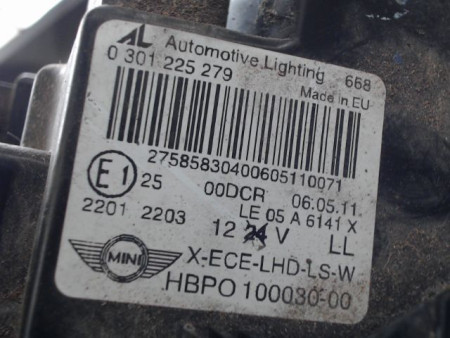 AL Automotive Lighting 668
0 301 225 279
Made in EU
27585830400605110071
E1 25 00DCR 06.05.11
LE 05 A 6141 X
2201 2203 12 24 V LL
MINI X-ECE-LHD-LS-W
HBPO 100030-00